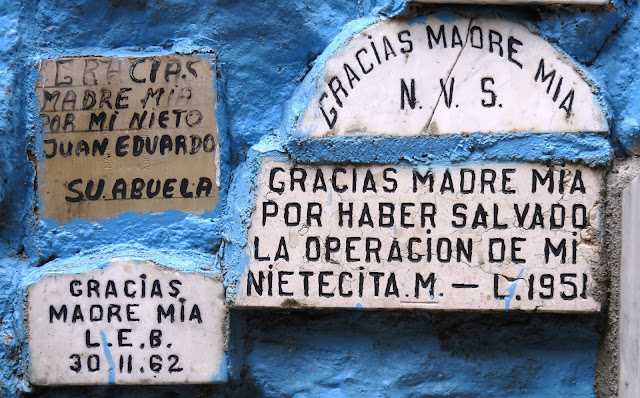 GRACIAS
MADRE MIA
POR MI NIETO
JUAN EDUARDO
SU ABUELA
GRACIAS MADRE MIA
N.V.S.
GRACIAS MADRE MIA
POR HABER SALVADO
LA OPERACION DE MI
NIETECITA.M.—L.1951
GRACIAS
MADRE MIA
L.E.B.
30.11.62